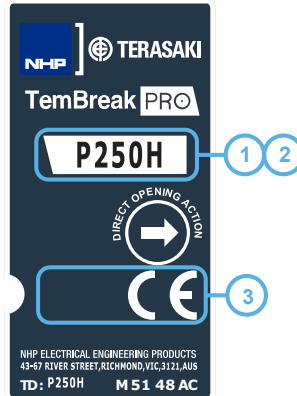 NHP TERASAKI
TemBreak PRO
P250H
1 2
DIRECT OPENING ACTION
CE
3
NHP ELECTRICAL ENGINEERING PRODUCTS
43-67 RIVER STREET,RICHMOND,VIC,3121,AUS
TD: P250H M 51 48 AC